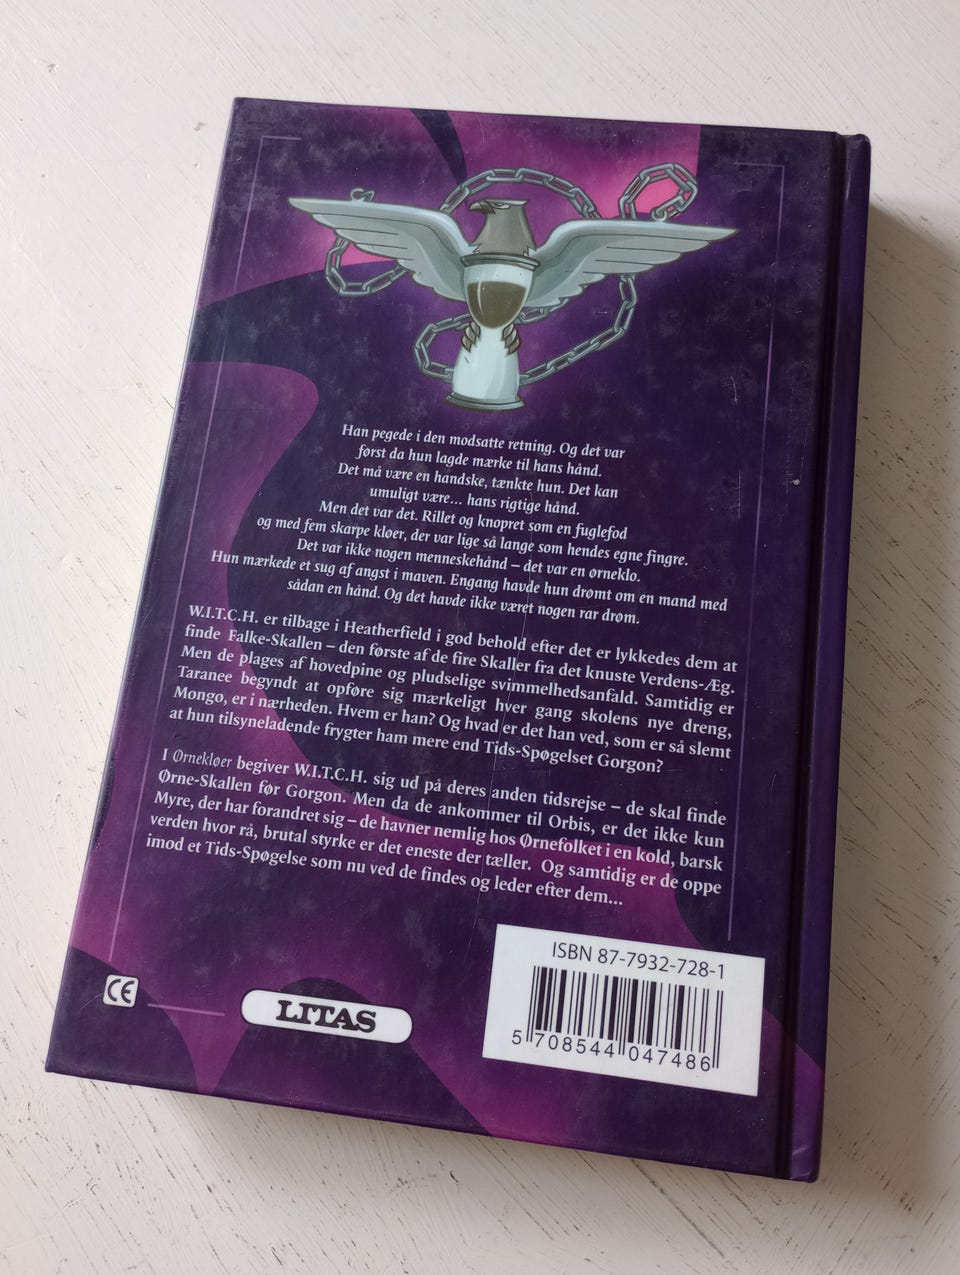 Han pegede i den modsatte retning. Og det var
først da hun lagde mærke til hans hånd.
Det må være en handske, tænkte hun. Det kan
umuligt være... hans rigtige hånd.
Men det var det. Rillet og knopret som en fuglefod
og med fem skarpe kløer, der var lige så lange som hendes egne fingre.
Det var ikke nogen menneskehånd – det var en ørneklo.
Hun mærkede et sug af angst i maven. Engang havde hun drømt om en mand med
sådan en hånd. Og det havde ikke været nogen rar drøm.
W.I.T.C.H. er tilbage i Heatherfield i god behold efter det er lykkedes dem at
finde Falke-Skallen – den første af de fire Skaller fra det knuste Verdens-Æg.
Men de plages af hovedpine og pludselige svimmelhedsanfald. Samtidig er
Taranee begyndt at opføre sig mærkeligt hver gang skolens nye dreng,
Mongo, er i nærheden. Hvem er han? Og hvad er det han ved, som er så slemt
at hun tilsyneladende frygter ham mere end Tids-Spøgelset Gorgon?
I Ørnekløer begiver W.I.T.C.H. sig ud på deres anden tidsrejse – de skal finde
Ørne-Skallen før Gorgon. Men da de ankommer til Orbis, er det ikke kun
Myre, der har forandret sig – de havner nemlig hos Ørnefolket i en kold, barsk
verden hvor rå, brutal styrke er det eneste der tæller. Og samtidig er de oppe
imod et Tids-Spøgelse som nu ved de findes og leder efter dem...
ISBN 87-7932-728-1
5 708544 047486
CE
LITAS